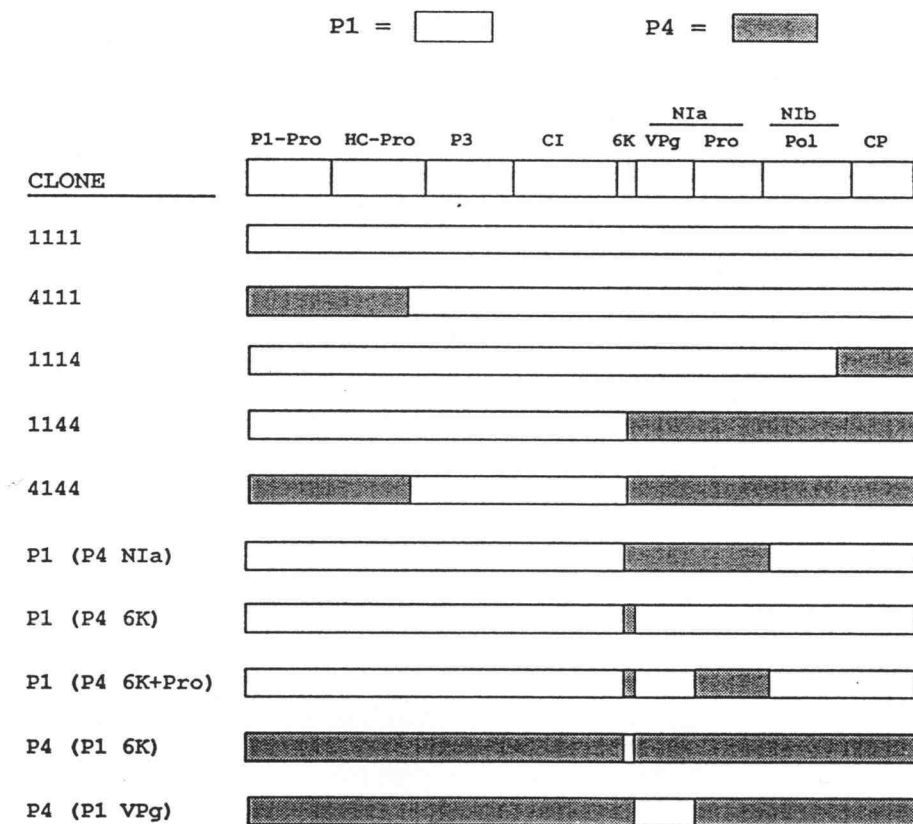 P1 = P4 =
NIa NIb
P1-Pro HC-Pro P3 CI 6K VPg Pro Pol CP
CLONE
1111
4111
1114
1144
4144
P1 (P4 NIa)
P1 (P4 6K)
P1 (P4 6K+Pro)
P4 (P1 6K)
P4 (P1 VPg)